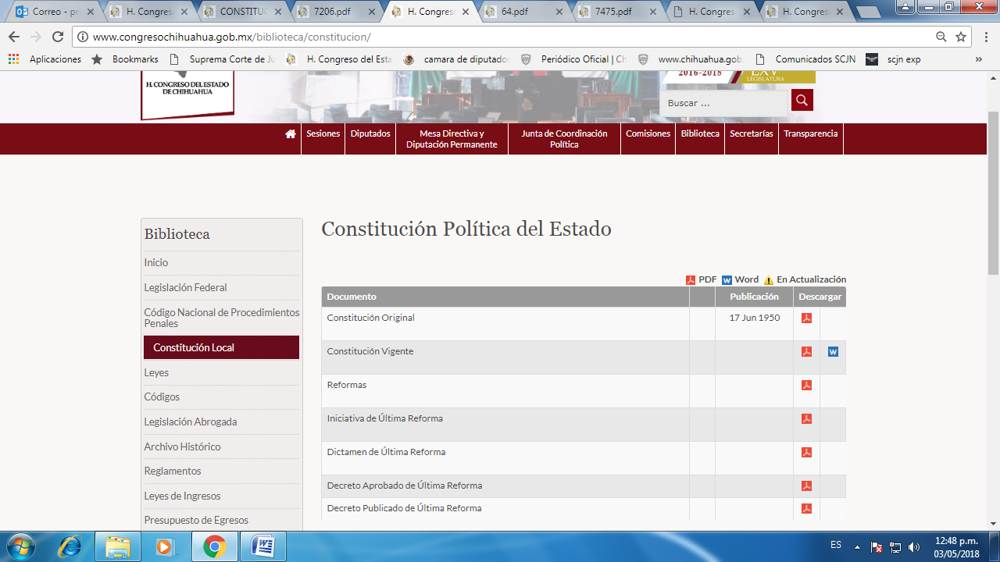 Correo - pr
H. Congres
CONSTITUC
7206.pdf
H. Congres
64.pdf
7475.pdf
H. Congres
H. Congres
www.congresochihuahua.gob.mx/biblioteca/constitucion/
Aplicaciones
Bookmarks
Suprema Corte de Ju
H. Congreso del Esta
camara de diputado
Periódico Oficial | Ch
www.chihuahua.gob
Comunicados SCJN
scjn exp
»
H. CONGRESO DEL ESTADO
DE CHIHUAHUA
2016-2018
LXV
LEGISLATURA
Buscar ...
Sesiones
Diputados
Mesa Directiva y
Diputación Permanente
Junta de Coordinación
Política
Comisiones
Biblioteca
Secretarías
Transparencia
Biblioteca
Inicio
Legislación Federal
Código Nacional de Procedimientos
Penales
Constitución Local
Leyes
Códigos
Legislación Abrogada
Archivo Histórico
Reglamentos
Leyes de Ingresos
Presupuesto de Egresos
Constitución Política del Estado
PDF Word En Actualización
Documento Publicación Descargar
Constitución Original 17 Jun 1950
Constitución Vigente
Reformas
Iniciativa de Última Reforma
Dictamen de Última Reforma
Decreto Aprobado de Última Reforma
Decreto Publicado de Última Reforma
ES
12:48 p.m.
03/05/2018